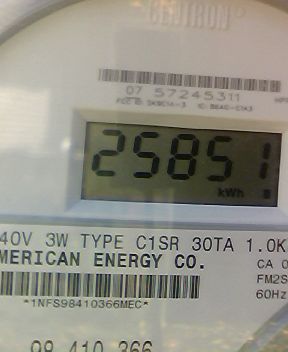 CENTRON®
07 57245311
25851
kWh
40V 3W TYPE C1SR 30TA 1.0K
MERICAN ENERGY CO.
CA 0
FM2S
60Hz
*1NFS98410366MEC*
98 410 366